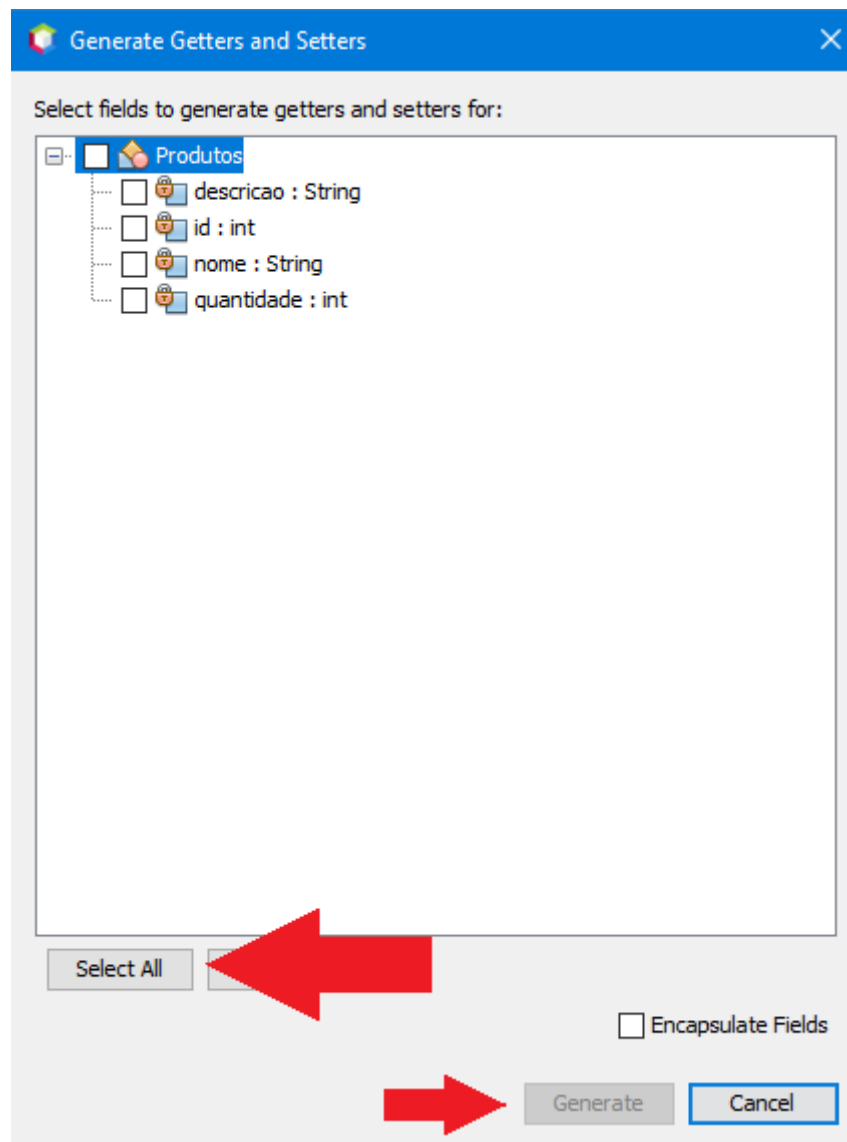 Generate Getters and Setters
Select fields to generate getters and setters for:
Produtos
descricao : String
id : int
nome : String
quantidade : int
Select All
Encapsulate Fields
Generate
Cancel